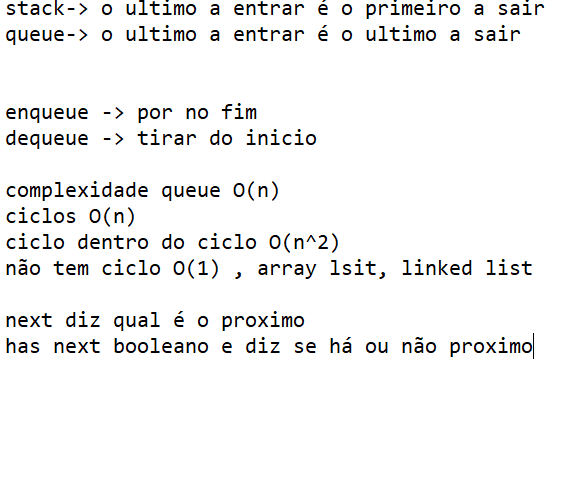 stack-> o ultimo a entrar é o primeiro a sair
queue-> o ultimo a entrar é o ultimo a sair
enqueue -> por no fim
dequeue -> tirar do inicio
complexidade queue O(n)
ciclos O(n)
ciclo dentro do ciclo O(n^2)
não tem ciclo O(1) , array lsit, linked list
next diz qual é o proximo
has next booleano e diz se há ou não proximo